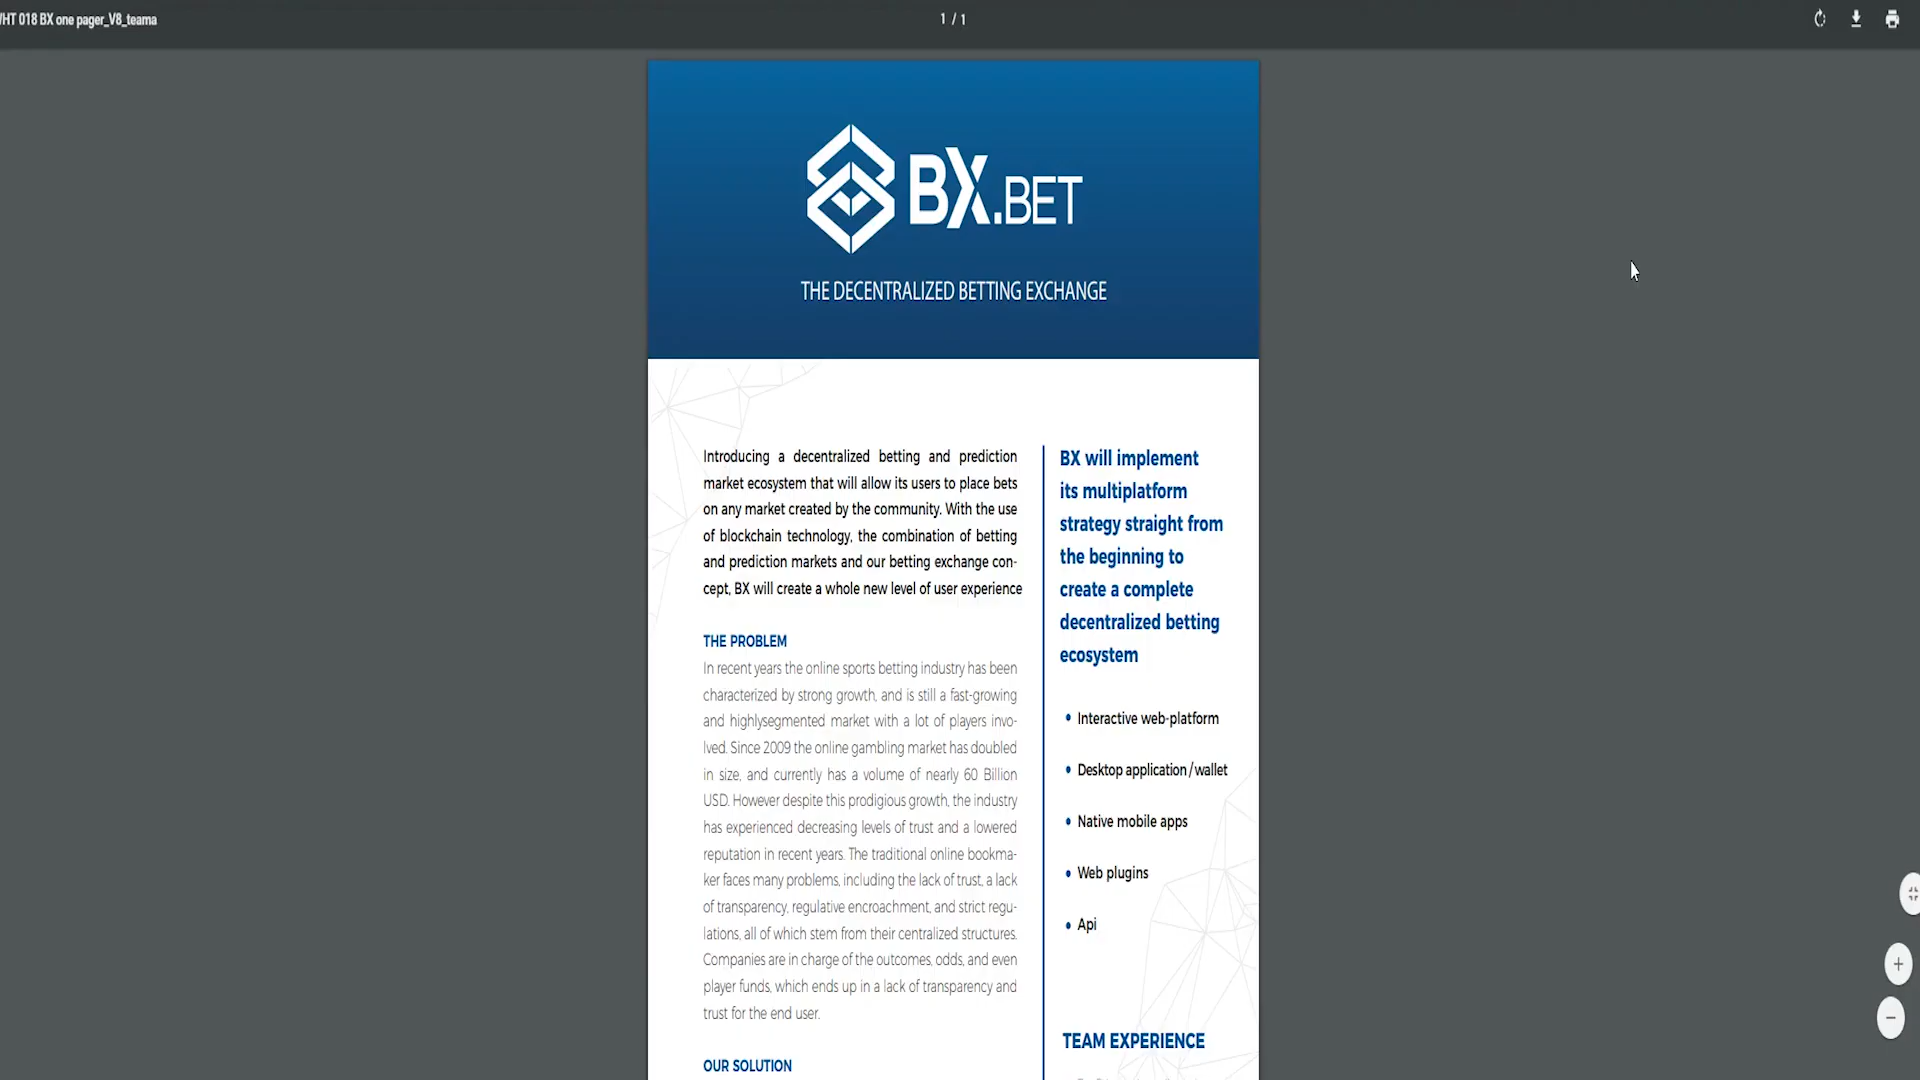 /HT 018 BX one pager_V8_teama
1 / 1
BX.BET
THE DECENTRALIZED BETTING EXCHANGE
Introducing a decentralized betting and prediction
market ecosystem that will allow its users to place bets
on any market created by the community. With the use
of blockchain technology, the combination of betting
and prediction markets and our betting exchange con-
cept, BX will create a whole new level of user experience
THE PROBLEM
In recent years the online sports betting industry has been
characterized by strong growth, and is still a fast-growing
and highlysegmented market with a lot of players invo-
lved. Since 2009 the online gambling market has doubled
in size, and currently has a volume of nearly 60 Billion
USD. However despite this prodigious growth, the industry
has experienced decreasing levels of trust and a lowered
reputation in recent years. The traditional online bookma-
ker faces many problems, including the lack of trust, a lack
of transparency, regulative encroachment, and strict regu-
lations, all of which stem from their centralized structures.
Companies are in charge of the outcomes, odds, and even
player funds, which ends up in a lack of transparency and
trust for the end user.
OUR SOLUTION
BX will implement
its multiplatform
strategy straight from
the beginning to
create a complete
decentralized betting
ecosystem
• Interactive web-platform
• Desktop application/wallet
• Native mobile apps
• Web plugins
• Api
TEAM EXPERIENCE